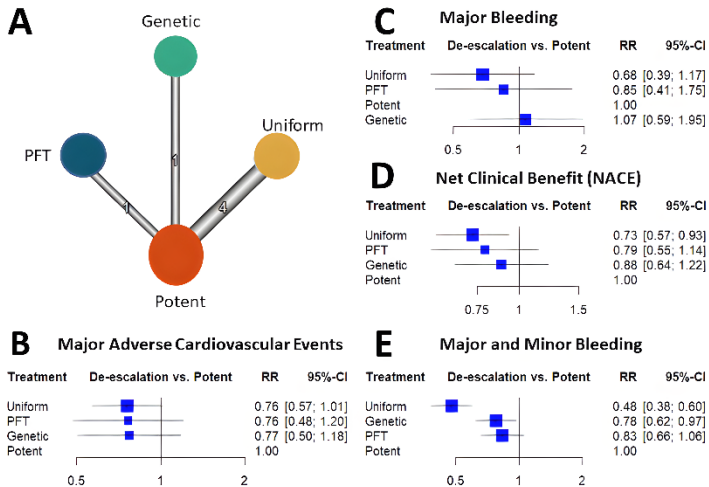 A
Genetic
Uniform
PFT
1
1
4
Potent
B Major Adverse Cardiovascular Events
Treatment De-escalation vs. Potent RR 95%-CI
Uniform 0.76 [0.57; 1.01]
PFT 0.76 [0.48; 1.20]
Genetic 0.77 [0.50; 1.18]
Potent 1.00
0.5 1 2
C Major Bleeding
Treatment De-escalation vs. Potent RR 95%-CI
Uniform 0.68 [0.39; 1.17]
PFT 0.85 [0.41; 1.75]
Potent 1.00
Genetic 1.07 [0.59; 1.95]
0.5 1 2
D Net Clinical Benefit (NACE)
Treatment De-escalation vs. Potent RR 95%-CI
Uniform 0.73 [0.57; 0.93]
PFT 0.79 [0.55; 1.14]
Genetic 0.88 [0.64; 1.22]
Potent 1.00
0.75 1 1.5
E Major and Minor Bleeding
Treatment De-escalation vs. Potent RR 95%-CI
Uniform 0.48 [0.38; 0.60]
Genetic 0.78 [0.62; 0.97]
PFT 0.83 [0.66; 1.06]
Potent 1.00
0.5 1 2